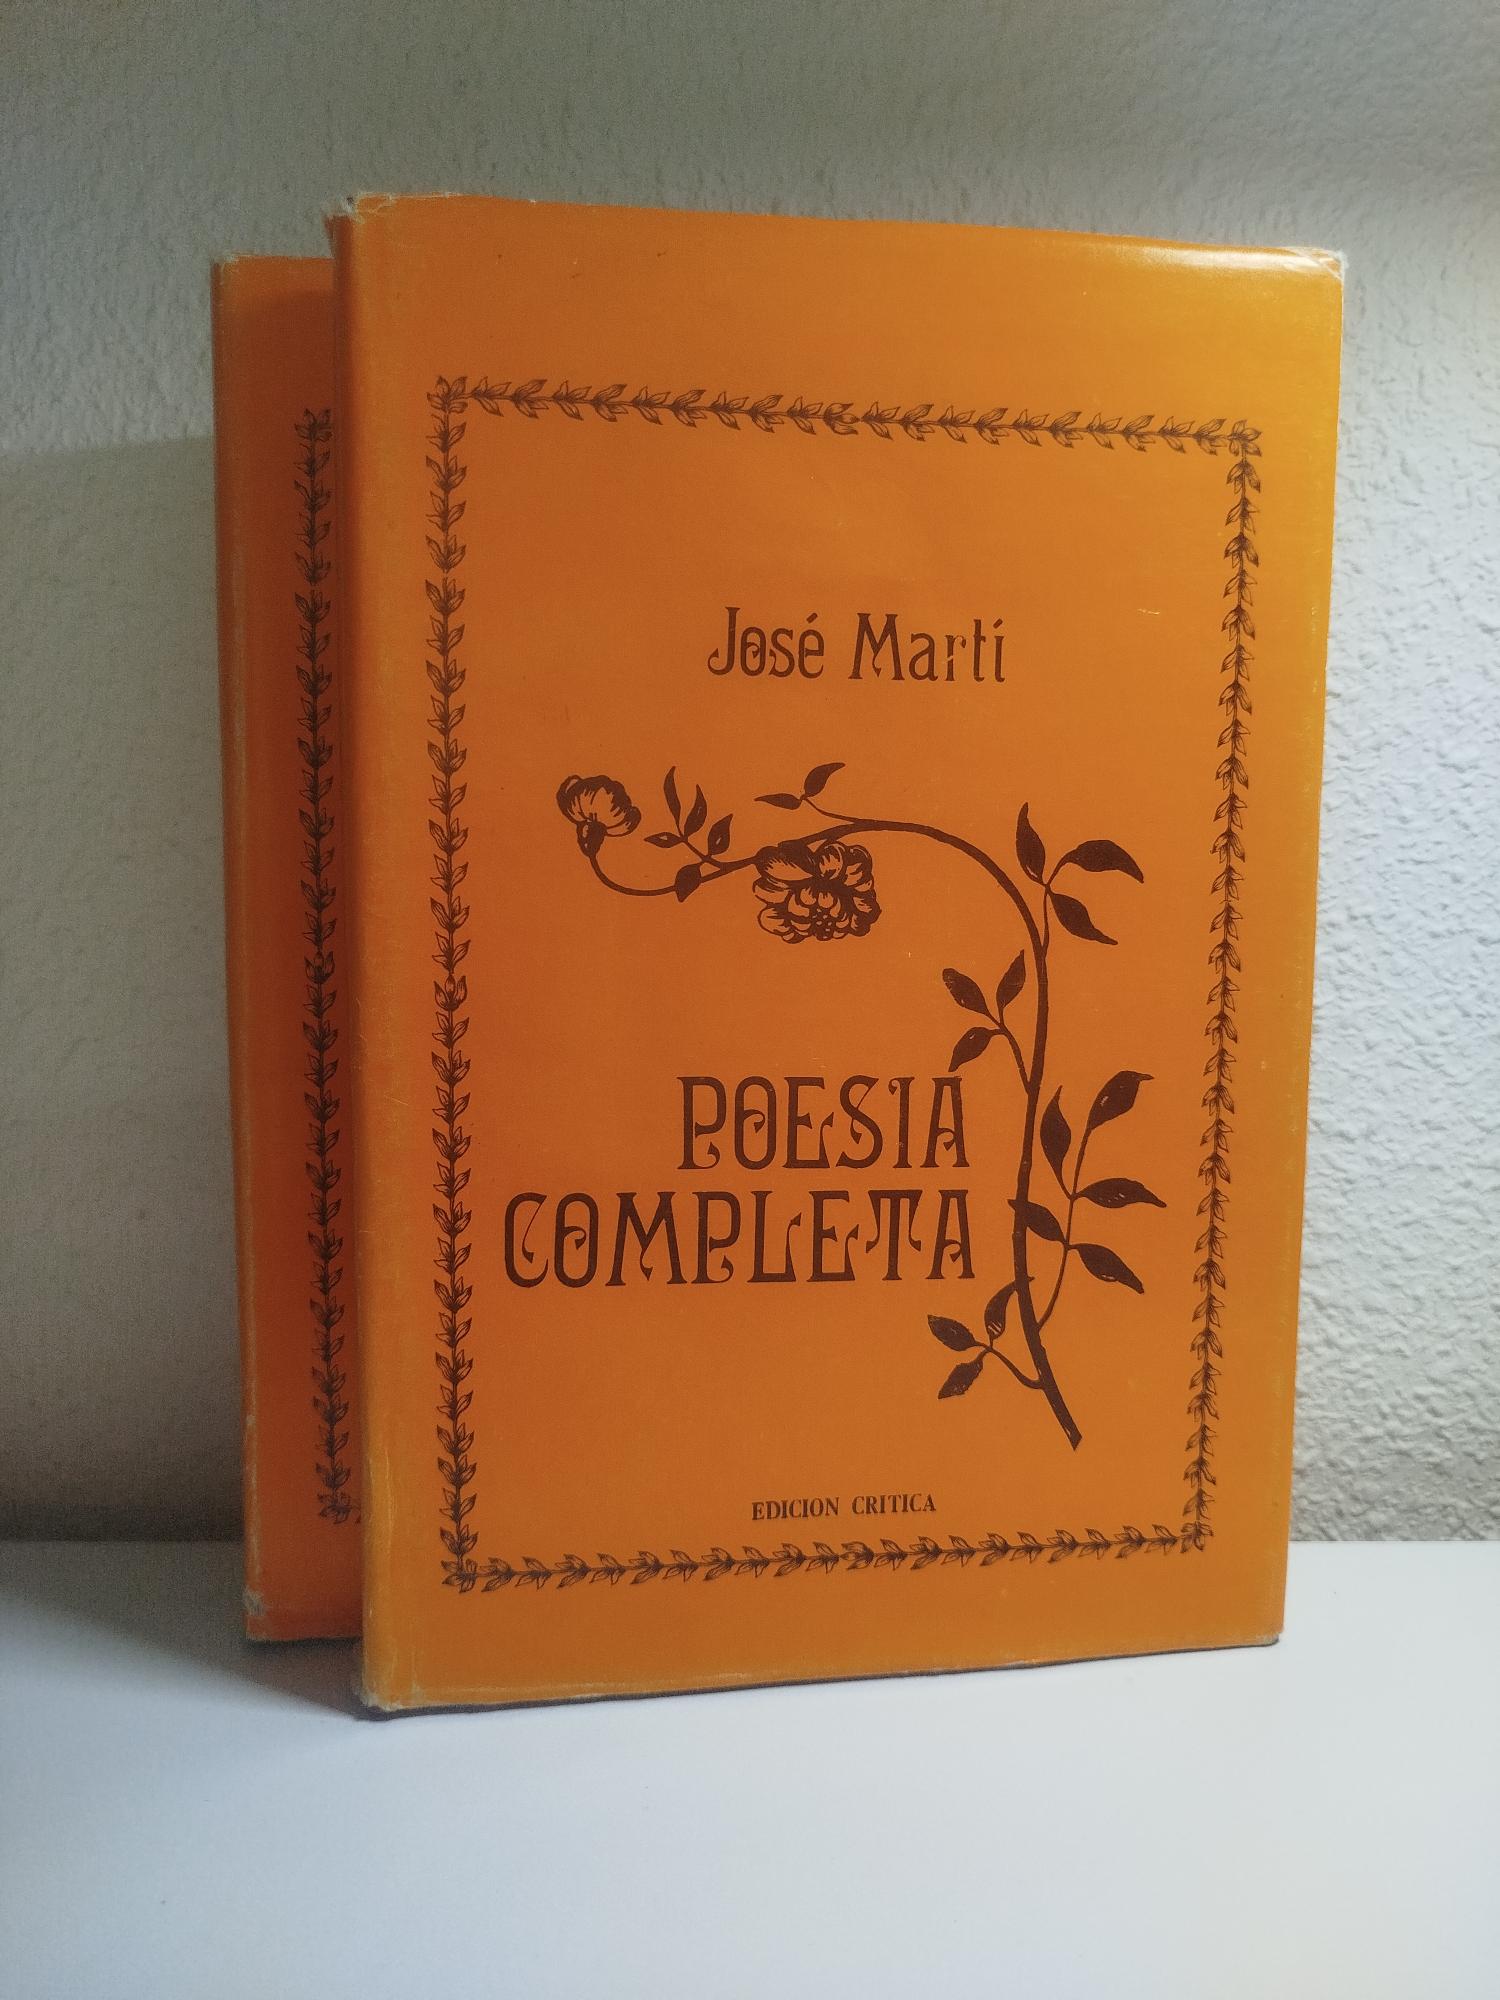 José Martí
POESIA
COMPLETA
EDICION CRITICA